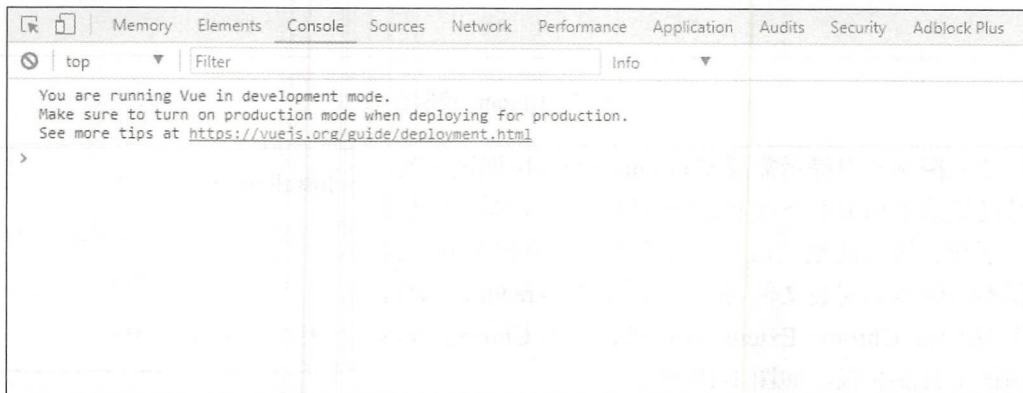 Memory Elements Console Sources Network Performance Application Audits Security Adblock Plus
top Filter Info
You are running Vue in development mode.
Make sure to turn on production mode when deploying for production.
See more tips at https://vuejs.org/guide/deployment.html
>